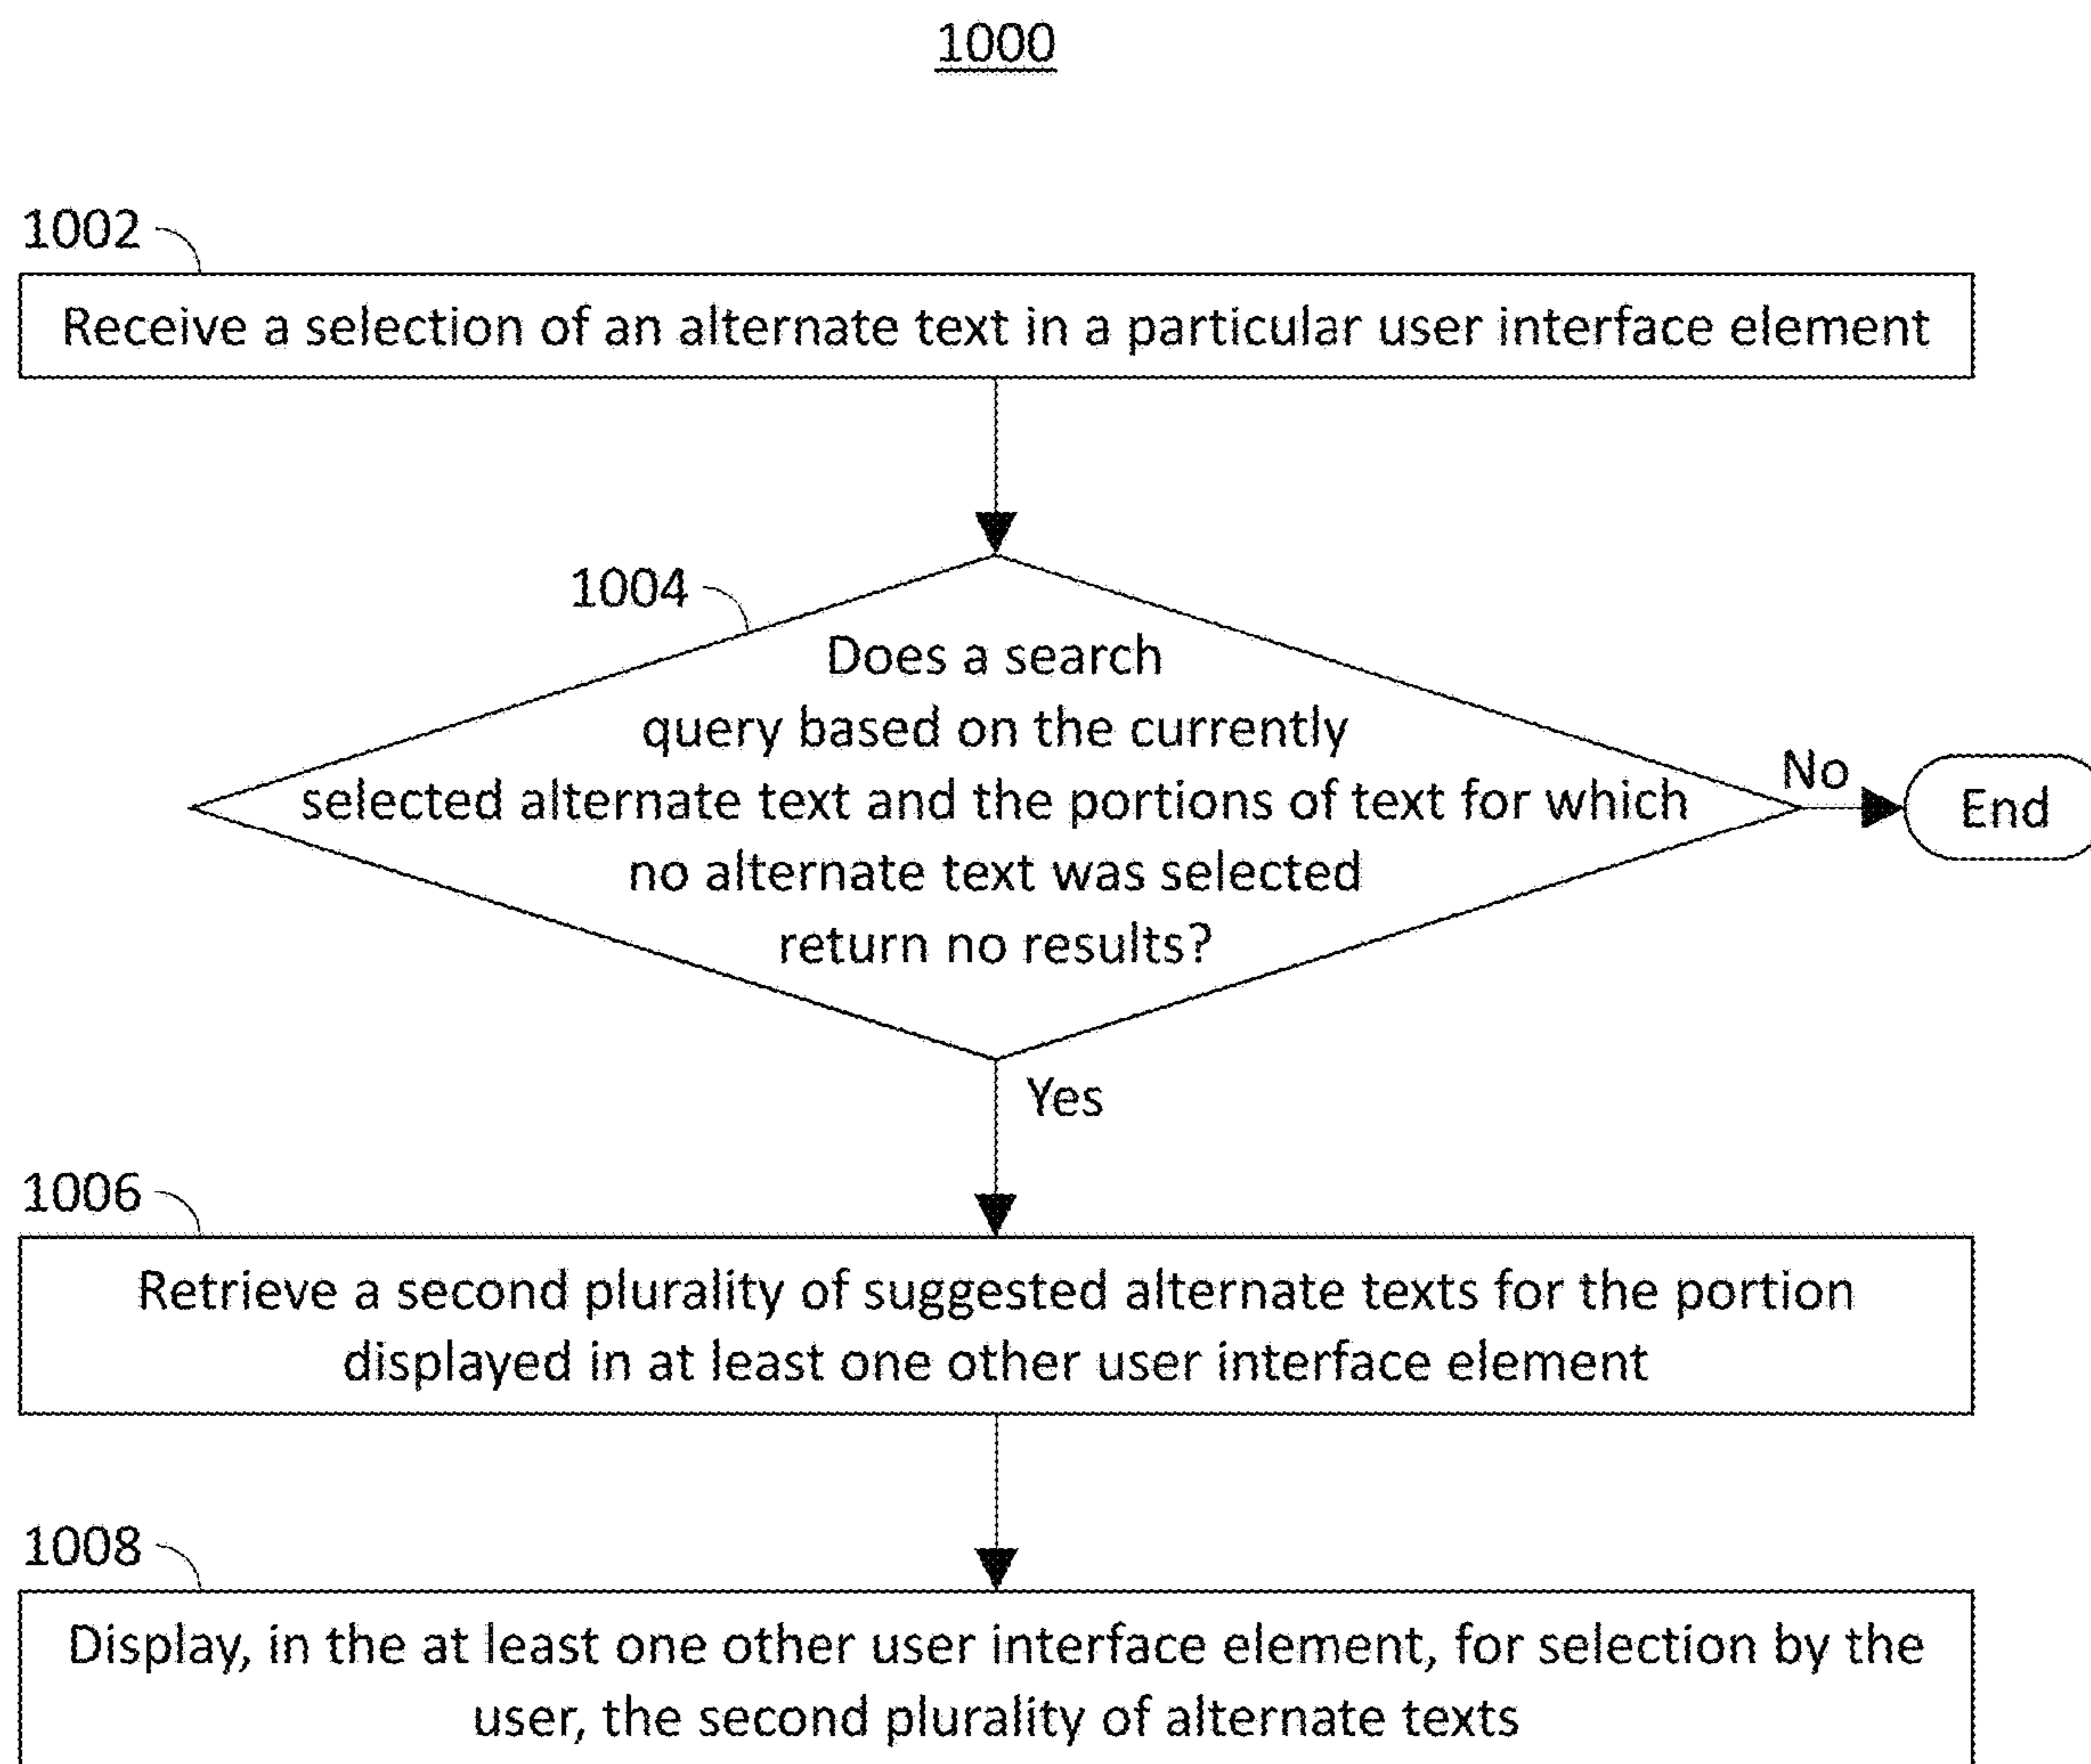 1000
1002
Receive a selection of an alternate text in a particular user interface element
1004
Does a search
query based on the currently
selected alternate text and the portions of text for which
no alternate text was selected
return no results?
No
End
Yes
1006
Retrieve a second plurality of suggested alternate texts for the portion
displayed in at least one other user interface element
1008
Display, in the at least one other user interface element, for selection by the
user, the second plurality of alternate texts